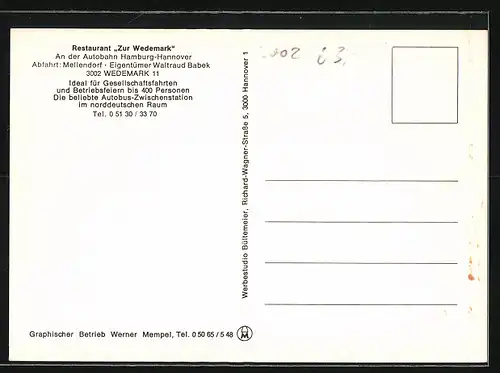 Restaurant „Zur Wedemark"
An der Autobahn Hamburg-Hannover
Abfahrt: Mellendorf · Eigentümer Waltraud Babek
3002 WEDEMARK 11
Ideal für Gesellschaftsfahrten
und Betriebsfeiern bis 400 Personen
Die beliebte Autobus-Zwischenstation
im norddeutschen Raum
Tel. 0 51 30 / 33 70
Graphischer Betrieb Werner Mempel, Tel. 0 50 65 / 5 48
Werbestudio Bültemeier, Richard-Wagner-Straße 5, 3000 Hannover 1